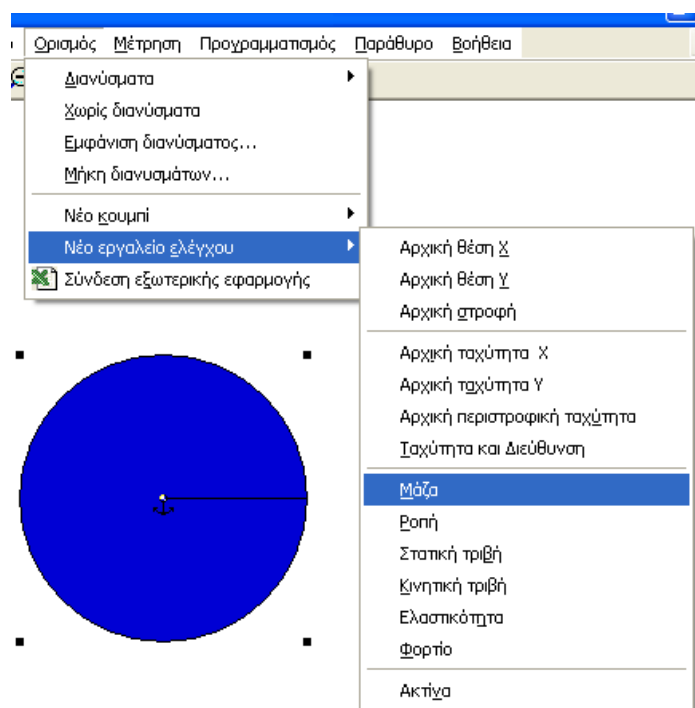 Ορισμός Μέτρηση Προγραμματισμός Παράθυρο Βοήθεια
Διανύσματα
Χωρίς διανύσματα
Εμφάνιση διανύσματος...
Μήκη διανυσμάτων...
Νέο κουμπί
Νέο εργαλείο ελέγχου
Σύνδεση εξωτερικής εφαρμογής
Αρχική θέση X
Αρχική θέση Y
Αρχική στροφή
Αρχική ταχύτητα X
Αρχική ταχύτητα Y
Αρχική περιστροφική ταχύτητα
Ταχύτητα και Διεύθυνση
Μάζα
Ροπή
Στατική τριβή
Κινητική τριβή
Ελαστικότητα
Φορτίο
Ακτίνα